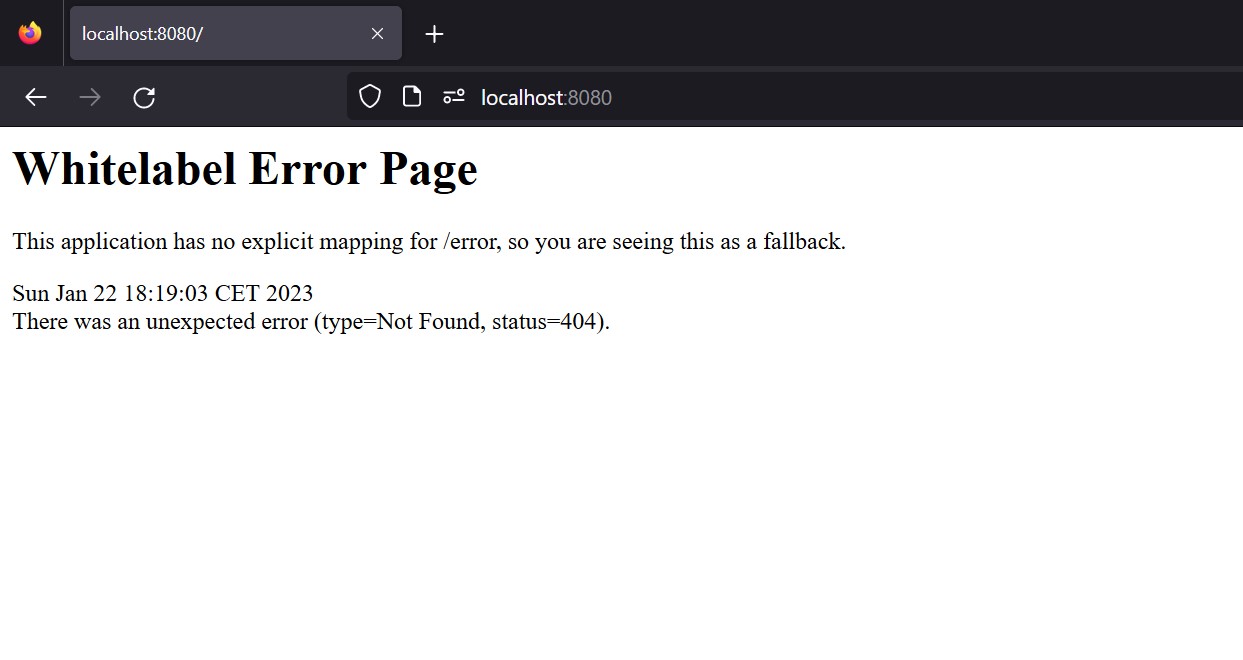 localhost:8080/
localhost:8080
Whitelabel Error Page
This application has no explicit mapping for /error, so you are seeing this as a fallback.
Sun Jan 22 18:19:03 CET 2023
There was an unexpected error (type=Not Found, status=404).